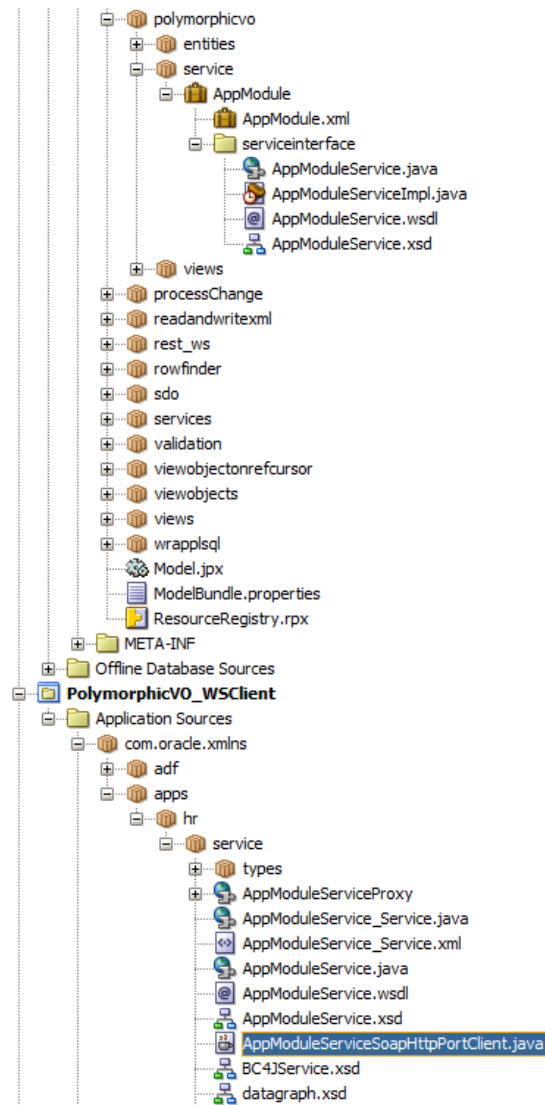 polymorphicvo
entities
service
AppModule
AppModule.xml
serviceinterface
AppModuleService.java
AppModuleServiceImpl.java
AppModuleService.wsdl
AppModuleService.xsd
views
processChange
readandwritexml
rest_ws
rowfinder
sdo
services
validation
viewobjectonrefcursor
viewobjects
views
wrapplsql
Model.jpx
ModelBundle.properties
ResourceRegistry.rpx
META-INF
Offline Database Sources
PolymorphicVO_WSClient
Application Sources
com.oracle.xmlns
adf
apps
hr
service
types
AppModuleServiceProxy
AppModuleService_Service.java
AppModuleService_Service.xml
AppModuleService.java
AppModuleService.wsdl
AppModuleService.xsd
AppModuleServiceSoapHttpPortClient.java
BC4JService.xsd
datagraph.xsd